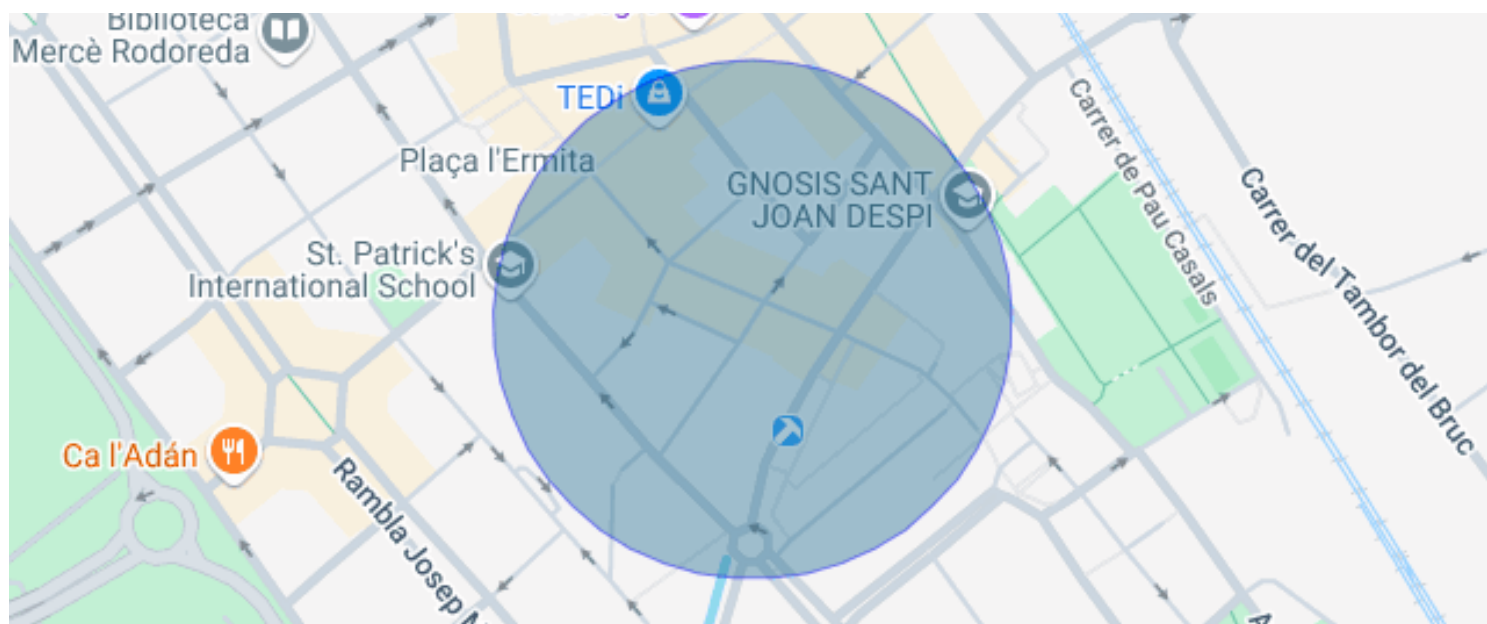 Biblioteca
Mercè Rodoreda
TEDi
Plaça l'Ermita
GNOSIS SANT
JOAN DESPI
St. Patrick's
International School
Carrer de Pau Casals
Carrer del Tambor del Bruc
Ca l'Adán
Rambla Josep